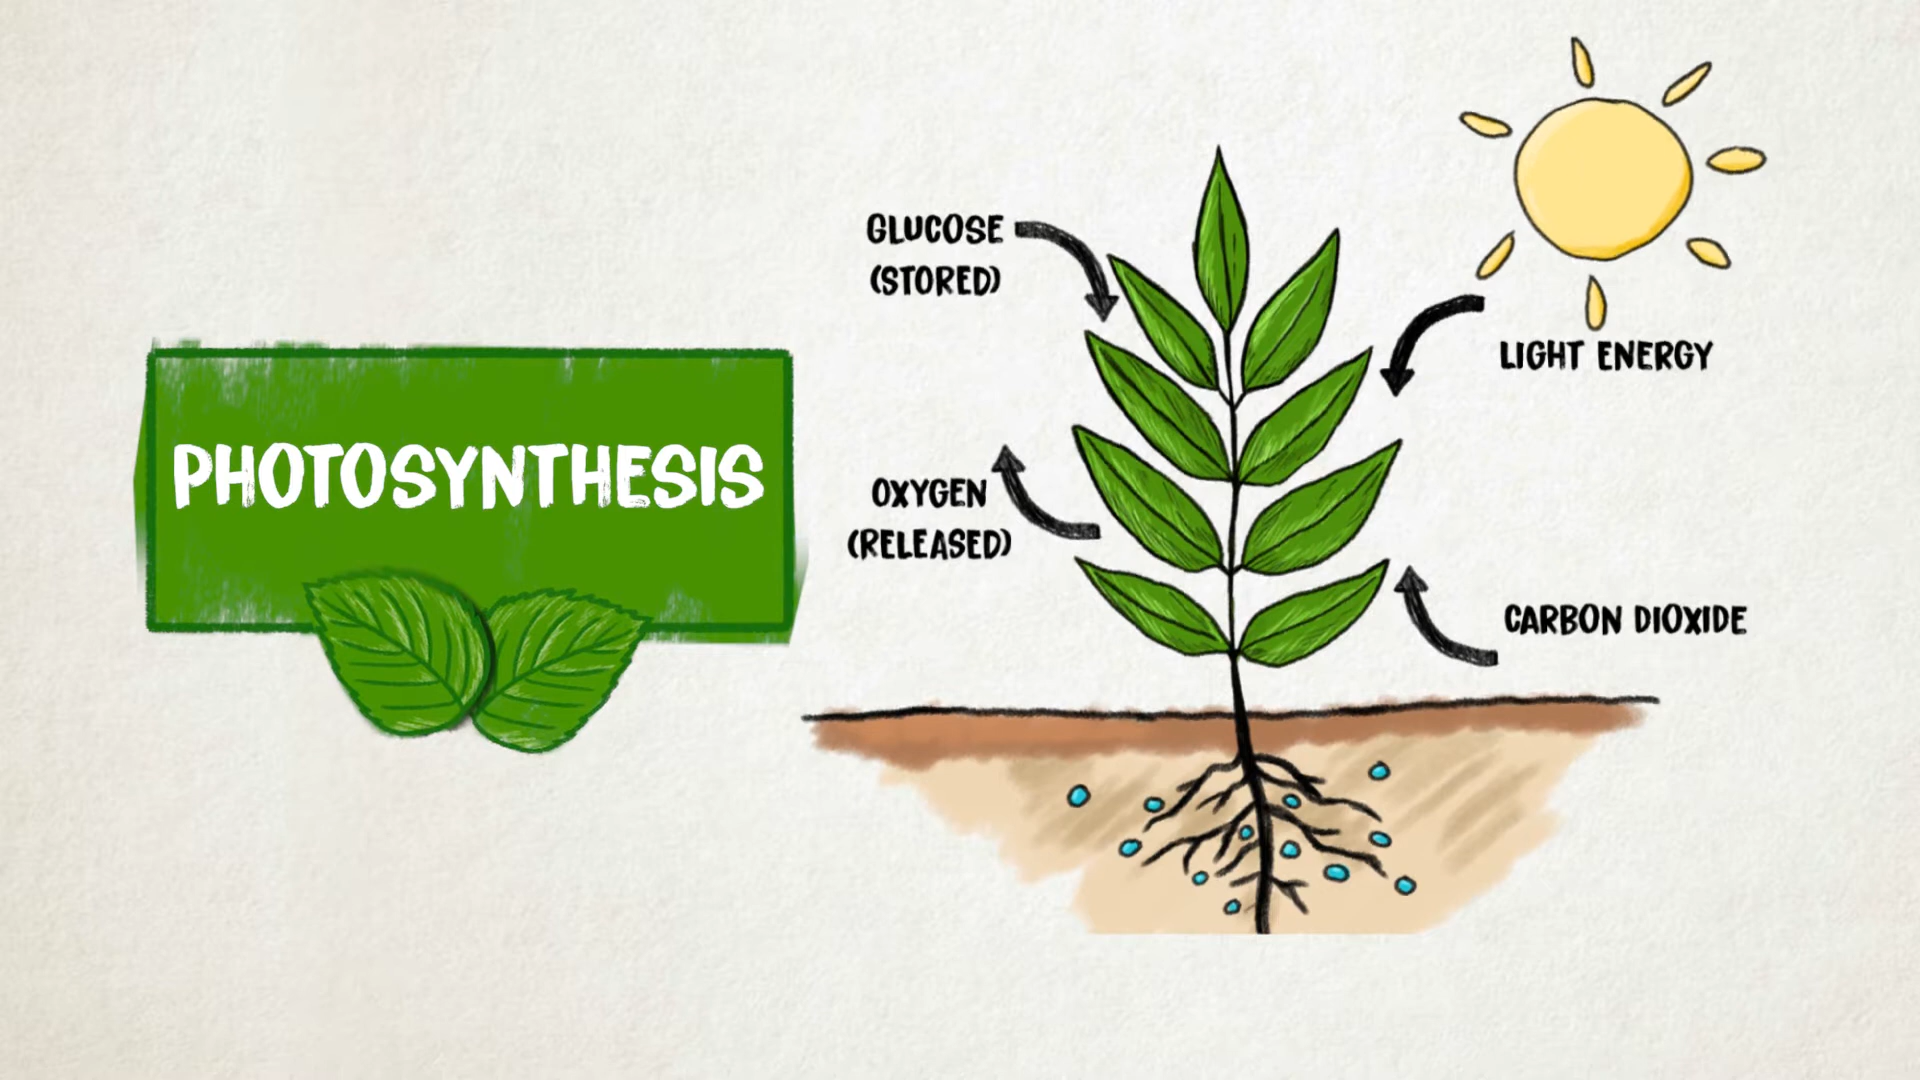 PHOTOSYNTHESIS
GLUCOSE
(STORED)
OXYGEN
(RELEASED)
LIGHT ENERGY
CARBON DIOXIDE